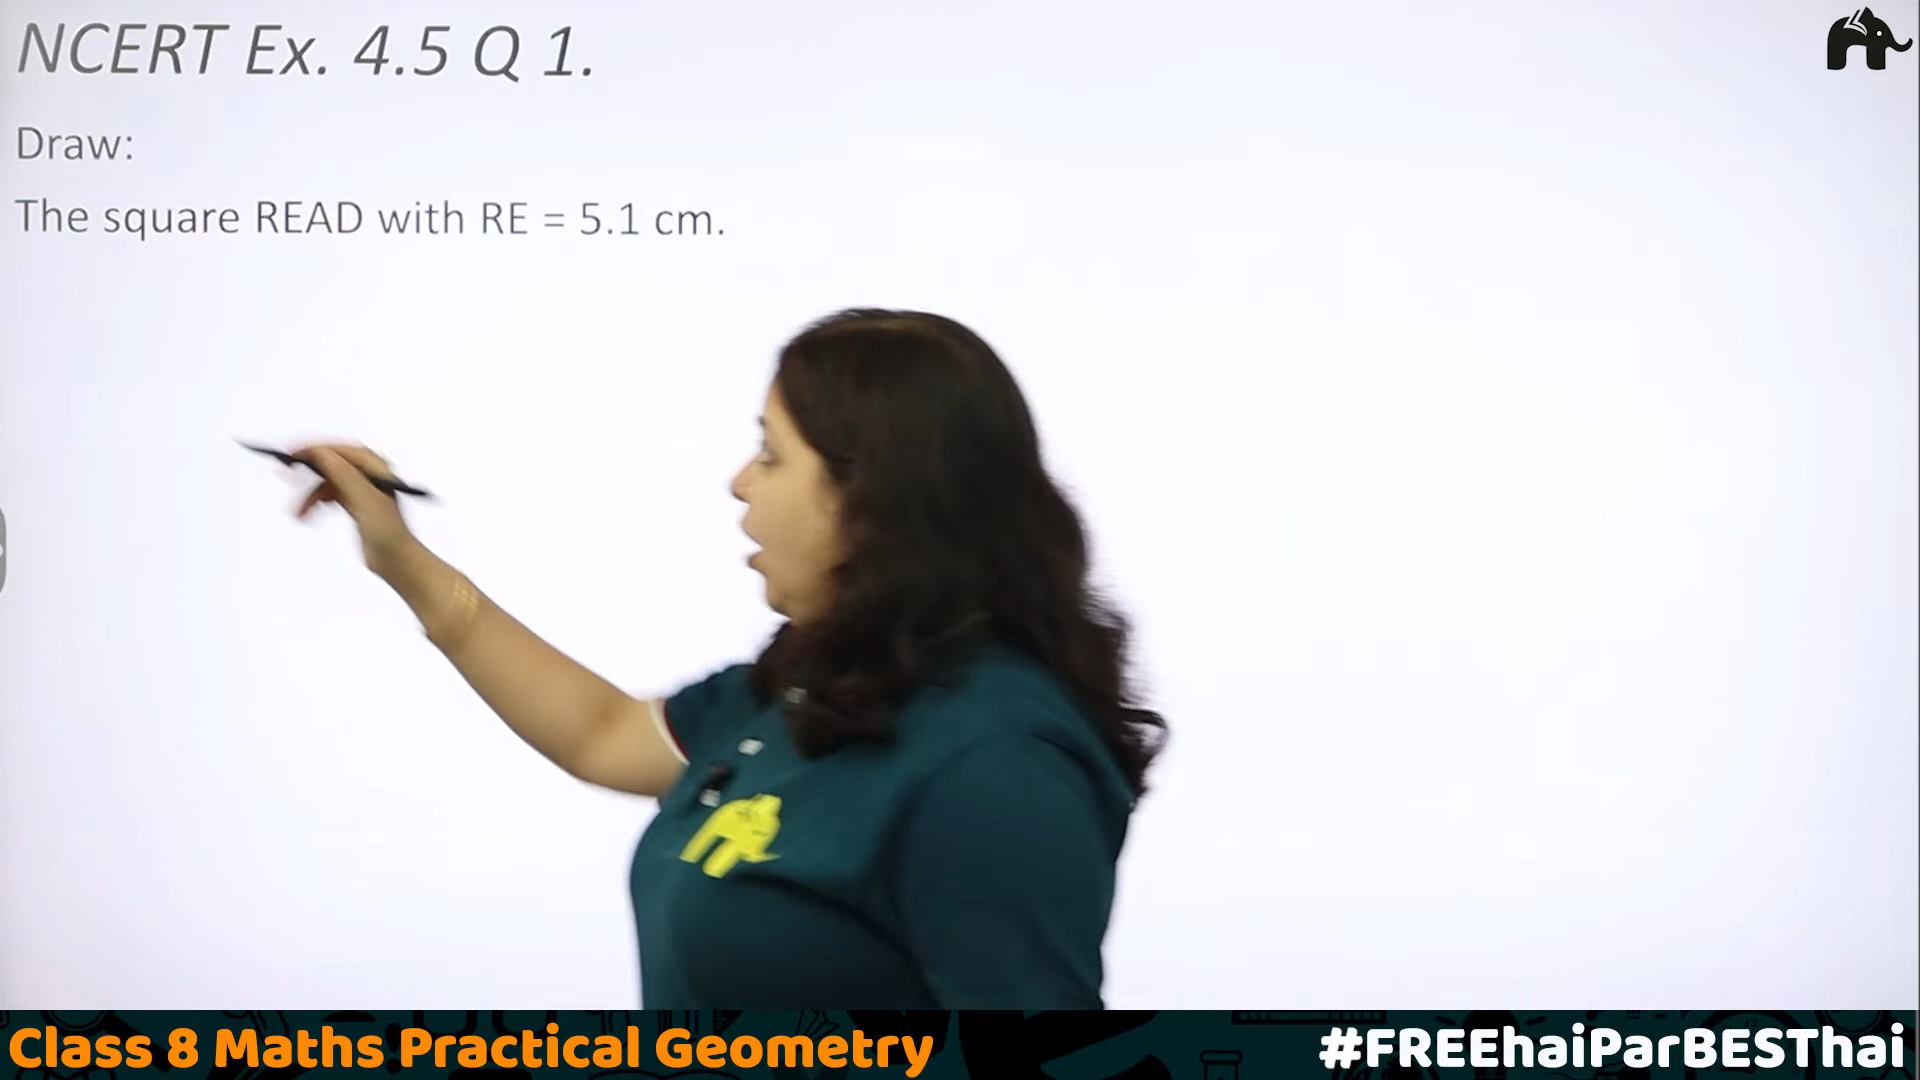 NCERT Ex. 4.5 Q 1.
Draw:
The square READ with RE = 5.1 cm.
Class 8 Maths Practical Geometry
#FREEhaiParBESThai